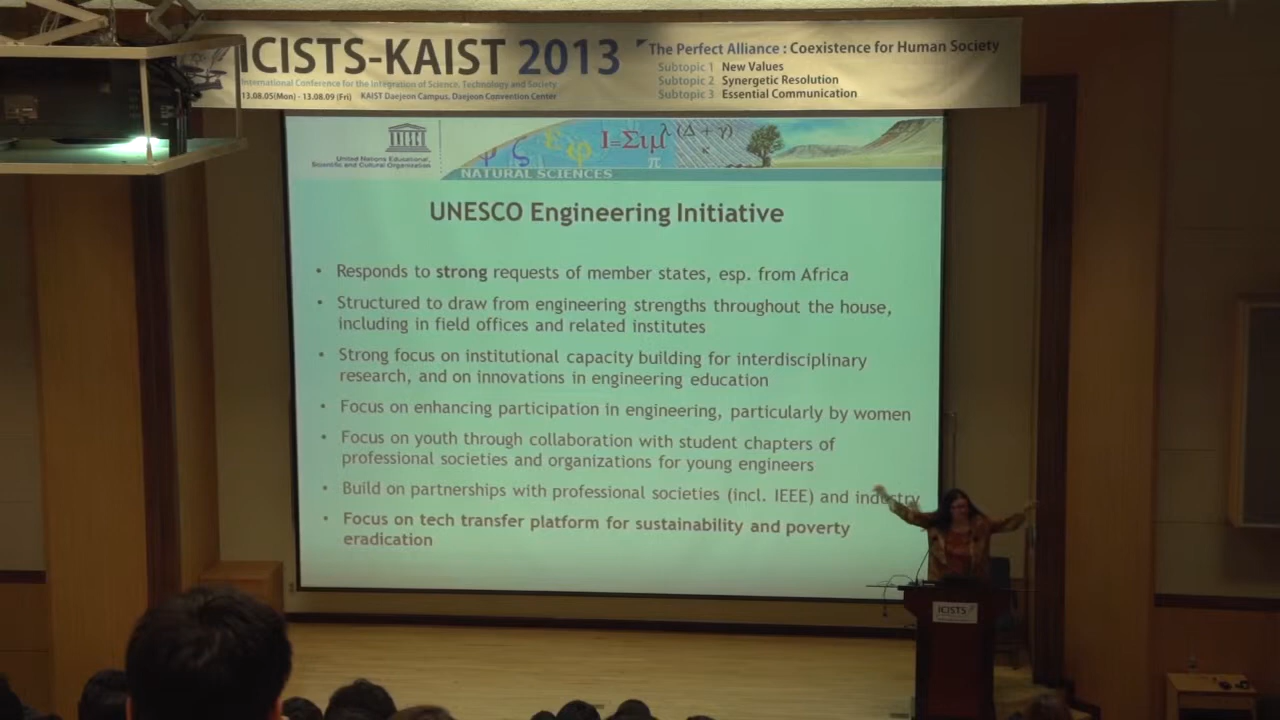 iCISTS-KAIST 2013
International Conference for the Integration of Science, Technology and Society
13.08.05(Mon) - 13.08.09 (Fri) KAIST Daejeon Campus, Daejeon Convention Center
The Perfect Alliance : Coexistence for Human Society
Subtopic 1 New Values
Subtopic 2 Synergetic Resolution
Subtopic 3 Essential Communication
UNESCO
United Nations Educational,
Scientific and Cultural Organization
I=Σιμλ(Δ+γ)
π κ
ψ ζ ε φ
NATURAL SCIENCES
UNESCO Engineering Initiative
• Responds to strong requests of member states, esp. from Africa
• Structured to draw from engineering strengths throughout the house,
including in field offices and related institutes
• Strong focus on institutional capacity building for interdisciplinary
research, and on innovations in engineering education
• Focus on enhancing participation in engineering, particularly by women
• Focus on youth through collaboration with student chapters of
professional societies and organizations for young engineers
• Build on partnerships with professional societies (incl. IEEE) and industry
• Focus on tech transfer platform for sustainability and poverty
eradication
iCISTS